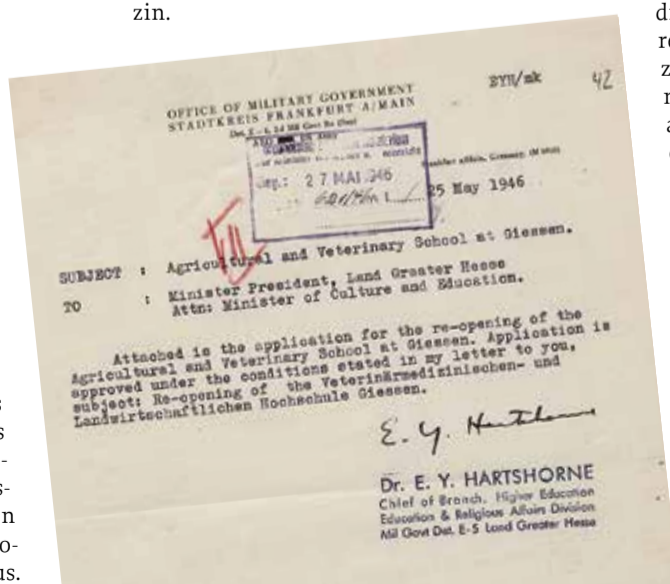 zin.
OFFICE OF MILITARY GOVERNMENT
STADTKREIS FRANKFURT A/MAIN
EYH/mk
42
27 MAI 1946
25 May 1946
SUBJECT : Agricultural and Veterinary School at Giessen.
TO : Minister President, Land Greater Hesse
Attn: Minister of Culture and Education.
Attached is the application for the re-opening of the
Agricultural and Veterinary School at Giessen. Application is
approved under the conditions stated in my letter to you,
subject: Re-opening of the Veterinärmedizinischen- und
Landwirtschaftlichen Hochschule Giessen.
E. Y. Hartshorne
Dr. E. Y. HARTSHORNE
Chief of Branch, Higher Education
Education & Religious Affairs Division
Mil Govt Det. E-5 Land Greater Hesse